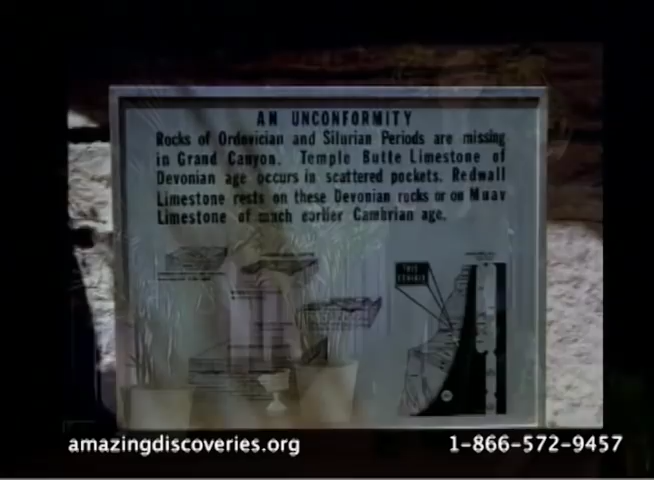 AN UNCONFORMITY
Rocks of Ordovician and Silurian Periods are missing
in Grand Canyon. Temple Butte Limestone of
Devonian age occurs in scattered pockets. Redwall
Limestone rests on these Devonian rocks or on Muav
Limestone of much earlier Cambrian age.
THIS
amazingdiscoveries.org
1-866-572-9457